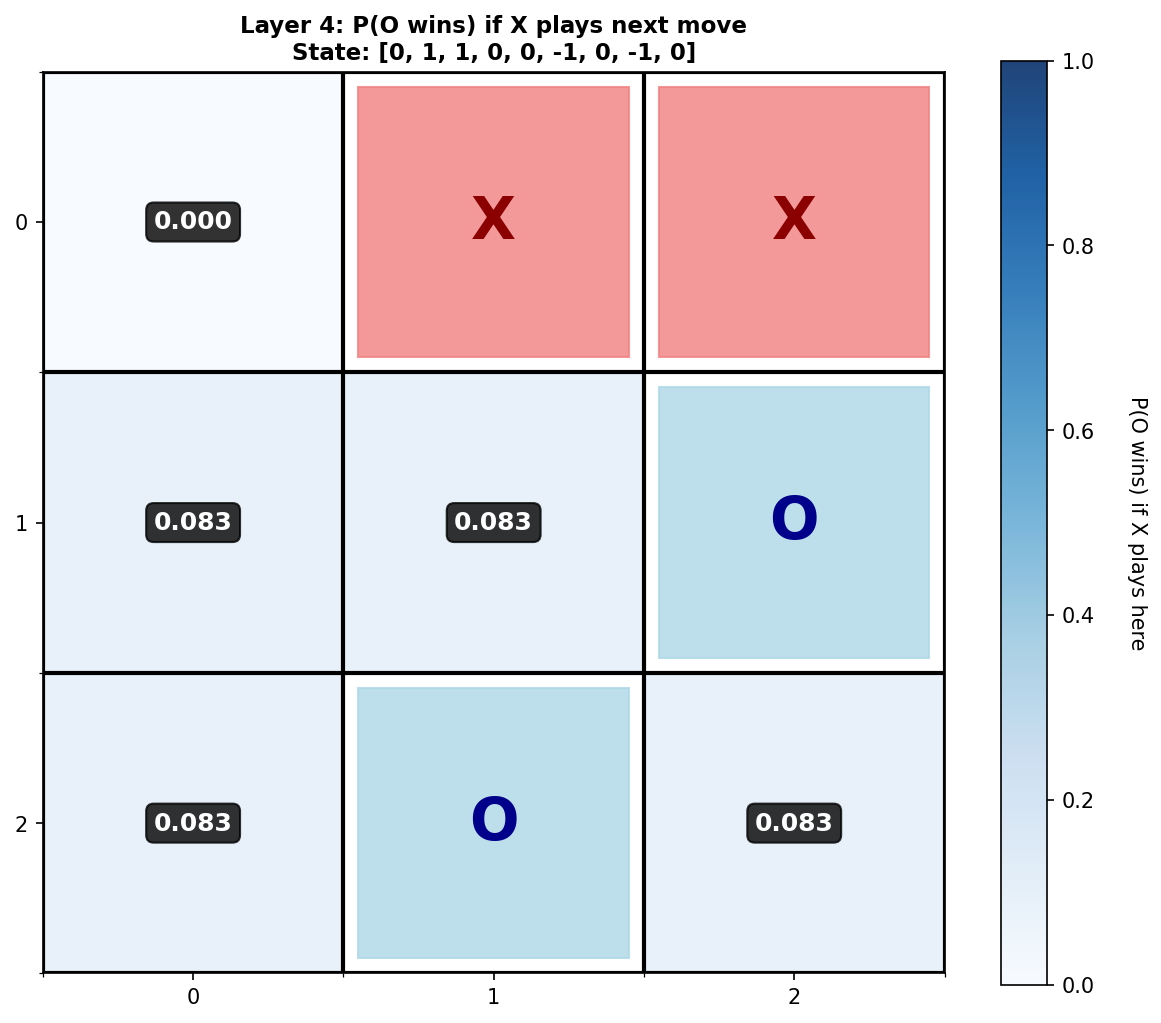 Layer 4: P(O wins) if X plays next move
State: [0, 1, 1, 0, 0, -1, 0, -1, 0]
0
0.000
X
X
1
0.083
0.083
O
2
0.083
O
0.083
0
1
2
1.0
0.8
0.6
0.4
0.2
0.0
P(O wins) if X plays here